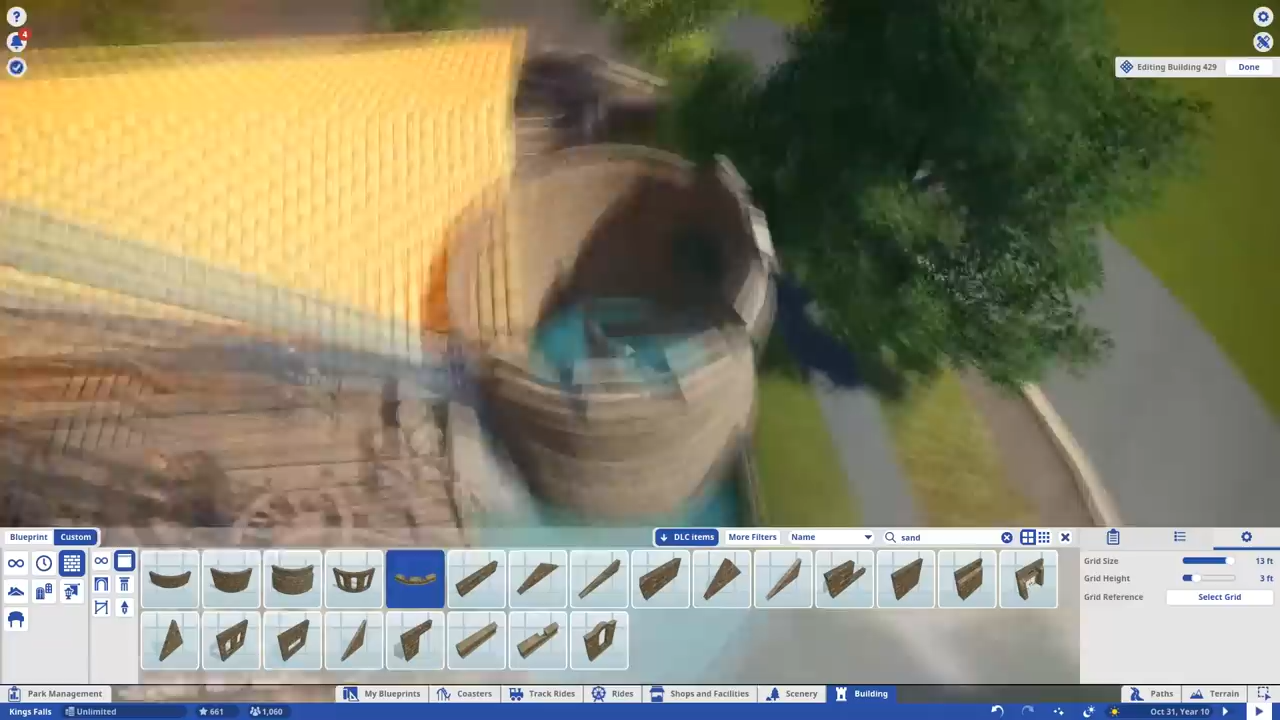 ?
4
Editing Building 429 Done
Blueprint Custom DLC items More Filters Name sand
Grid Size 13 ft
Grid Height 3 ft
Grid Reference Select Grid
Park Management My Blueprints Coasters Track Rides Rides Shops and Facilities Scenery Building Paths Terrain
Kings Falls Unlimited 661 1,060 Oct 31, Year 10